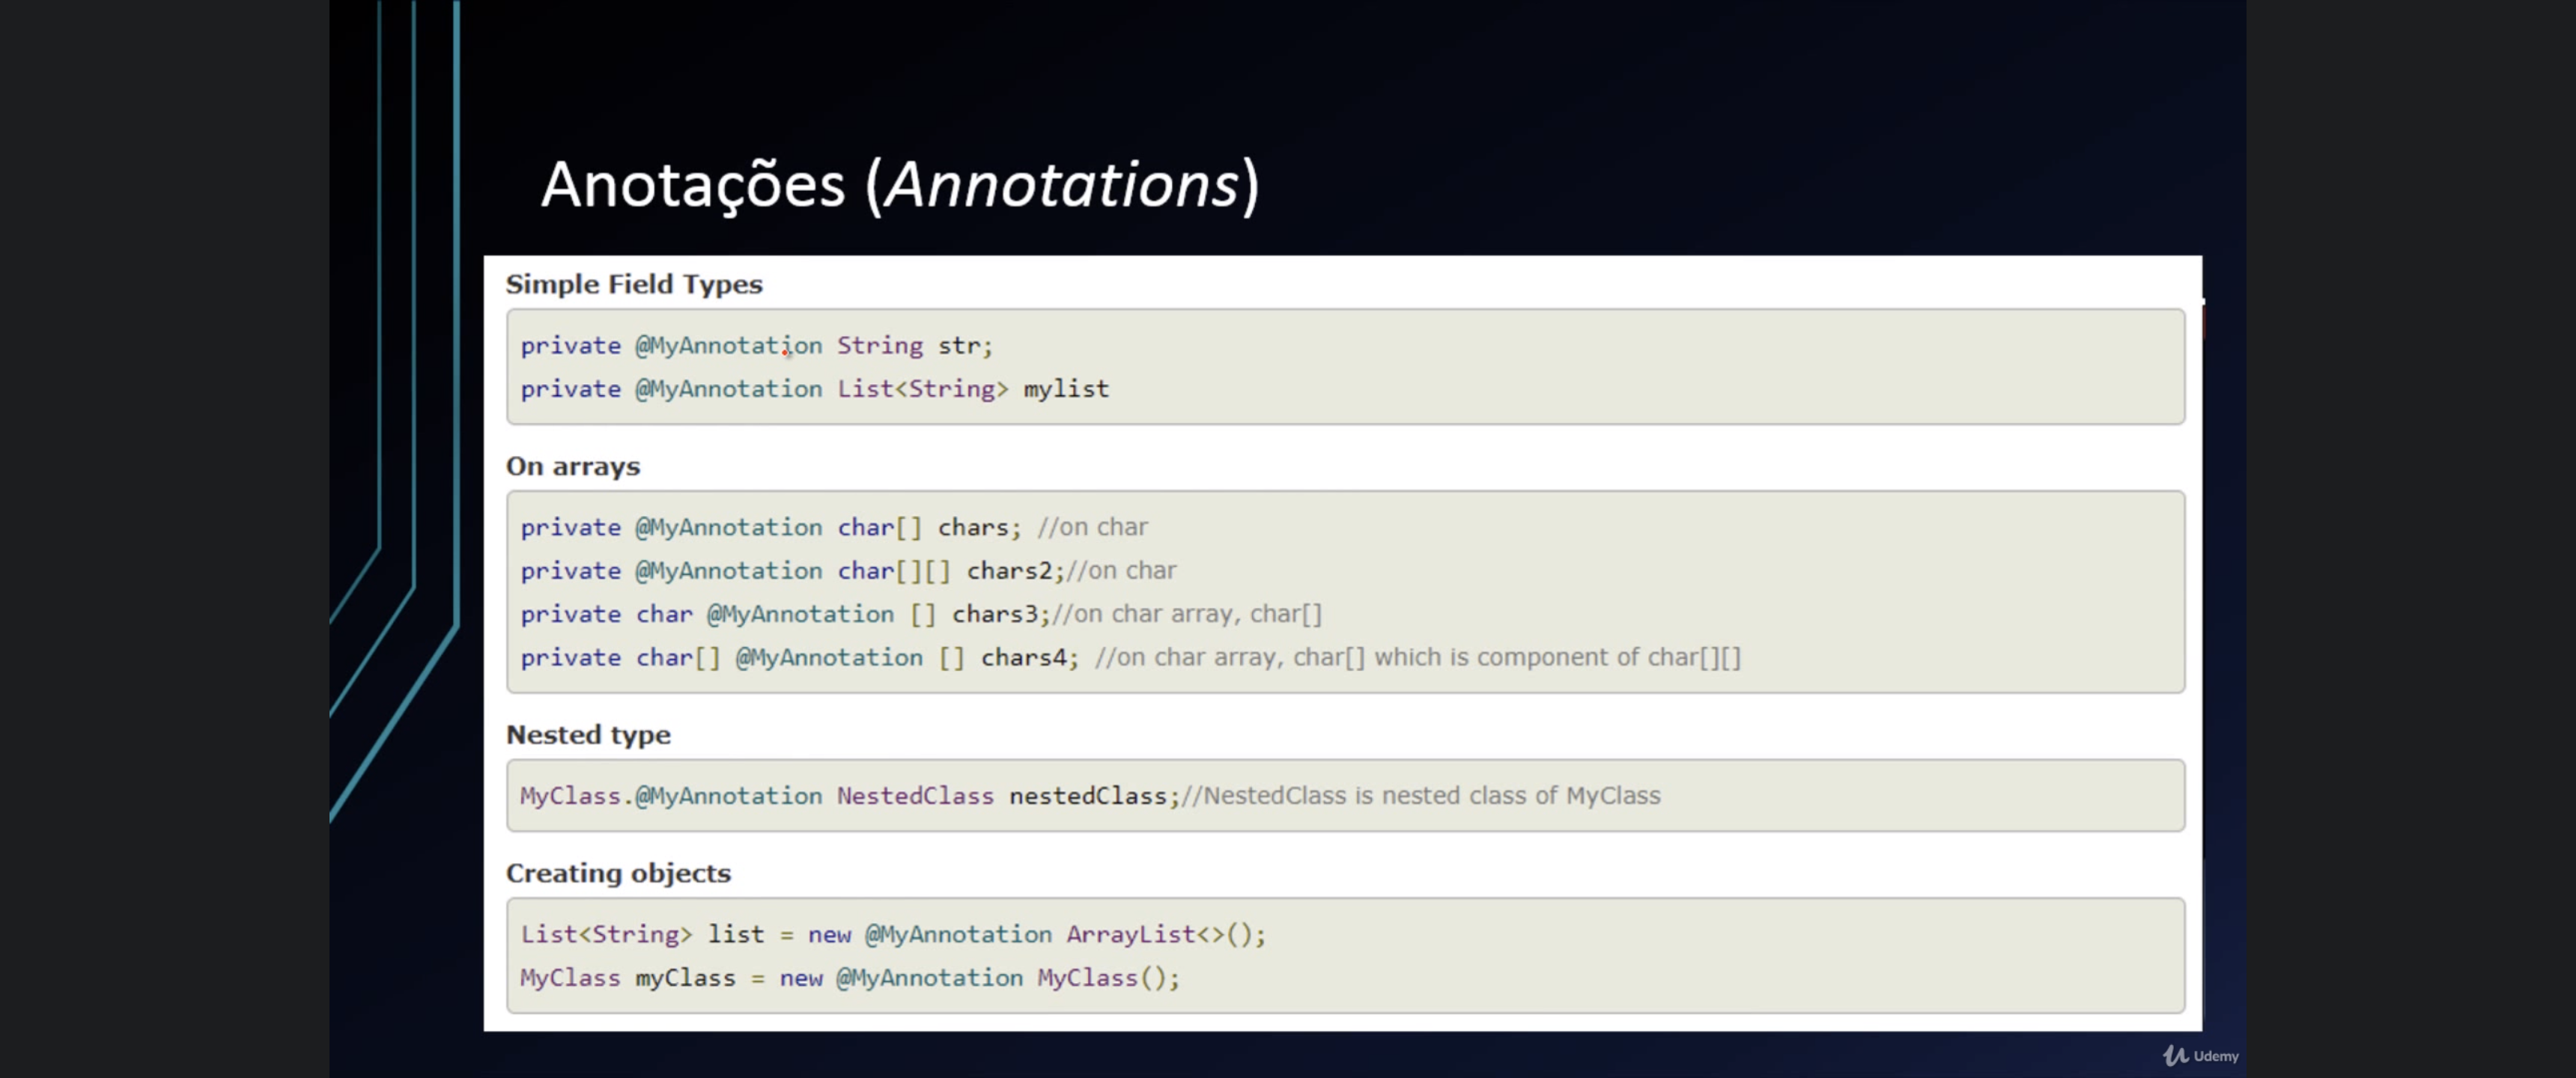 Anotações (Annotations)
Simple Field Types
private @MyAnnotation String str;
private @MyAnnotation List<String> mylist
On arrays
private @MyAnnotation char[] chars; //on char
private @MyAnnotation char[][] chars2;//on char
private char @MyAnnotation [] chars3;//on char array, char[]
private char[] @MyAnnotation [] chars4; //on char array, char[] which is component of char[][]
Nested type
MyClass.@MyAnnotation NestedClass nestedClass;//NestedClass is nested class of MyClass
Creating objects
List<String> list = new @MyAnnotation ArrayList<>();
MyClass myClass = new @MyAnnotation MyClass();
Udemy